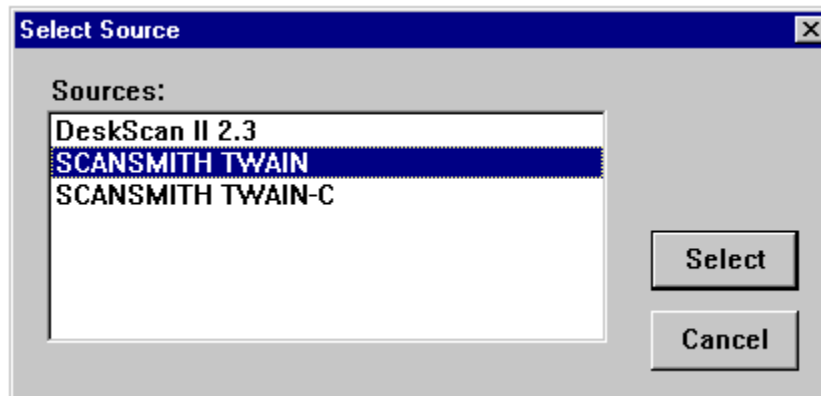 Select Source
Sources:
DeskScan II 2.3
SCANSMITH TWAIN
SCANSMITH TWAIN-C
Select
Cancel